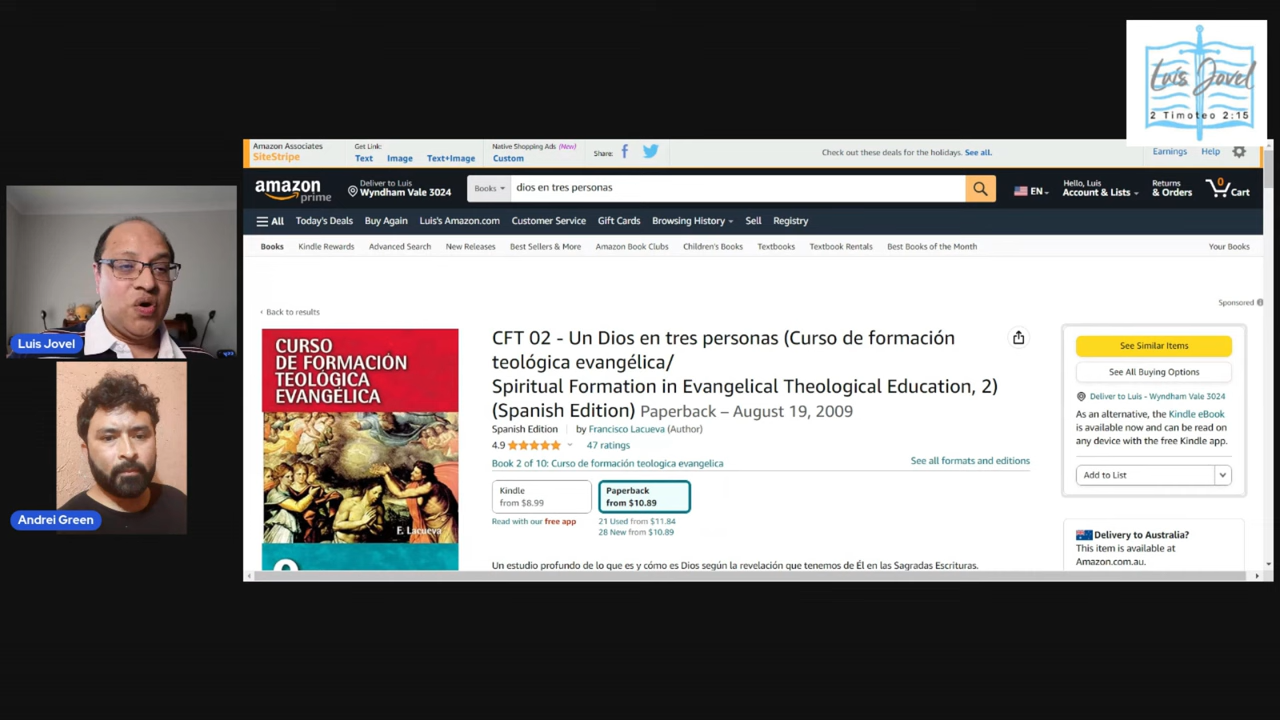 Luis Jovel
2 Timoteo 2:15
Amazon Associates
SiteStripe
Get Link:
Text Image Text+Image
Native Shopping Ads (New)
Custom
Share:
Check out these deals for the holidays. See all.
Earnings Help
amazon
prime
Deliver to Luis
Wyndham Vale 3024
Books
dios en tres personas
EN
Hello, Luis
Account & Lists
Returns
& Orders
0
Cart
All Today's Deals Buy Again Luis's Amazon.com Customer Service Gift Cards Browsing History Sell Registry
Books Kindle Rewards Advanced Search New Releases Best Sellers & More Amazon Book Clubs Children's Books Textbooks Textbook Rentals Best Books of the Month Your Books
Sponsored
‹ Back to results
CURSO
DE FORMACIÓN
TEOLÓGICA
EVANGÉLICA
F. Lacueva
CFT 02 - Un Dios en tres personas (Curso de formación
teológica evangélica/
Spiritual Formation in Evangelical Theological Education, 2)
(Spanish Edition) Paperback – August 19, 2009
Spanish Edition by Francisco Lacueva (Author)
4.9 47 ratings
Book 2 of 10: Curso de formación teologica evangelica
See all formats and editions
Kindle
from $8.99
Read with our free app
Paperback
from $10.89
21 Used from $11.84
28 New from $10.89
Un estudio profundo de lo que es y cómo es Dios según la revelación que tenemos de Él en las Sagradas Escrituras.
See Similar Items
See All Buying Options
Deliver to Luis - Wyndham Vale 3024
As an alternative, the Kindle eBook
is available now and can be read on
any device with the free Kindle app.
Add to List
Delivery to Australia?
This item is available at
Amazon.com.au.
Luis Jovel
Andrei Green